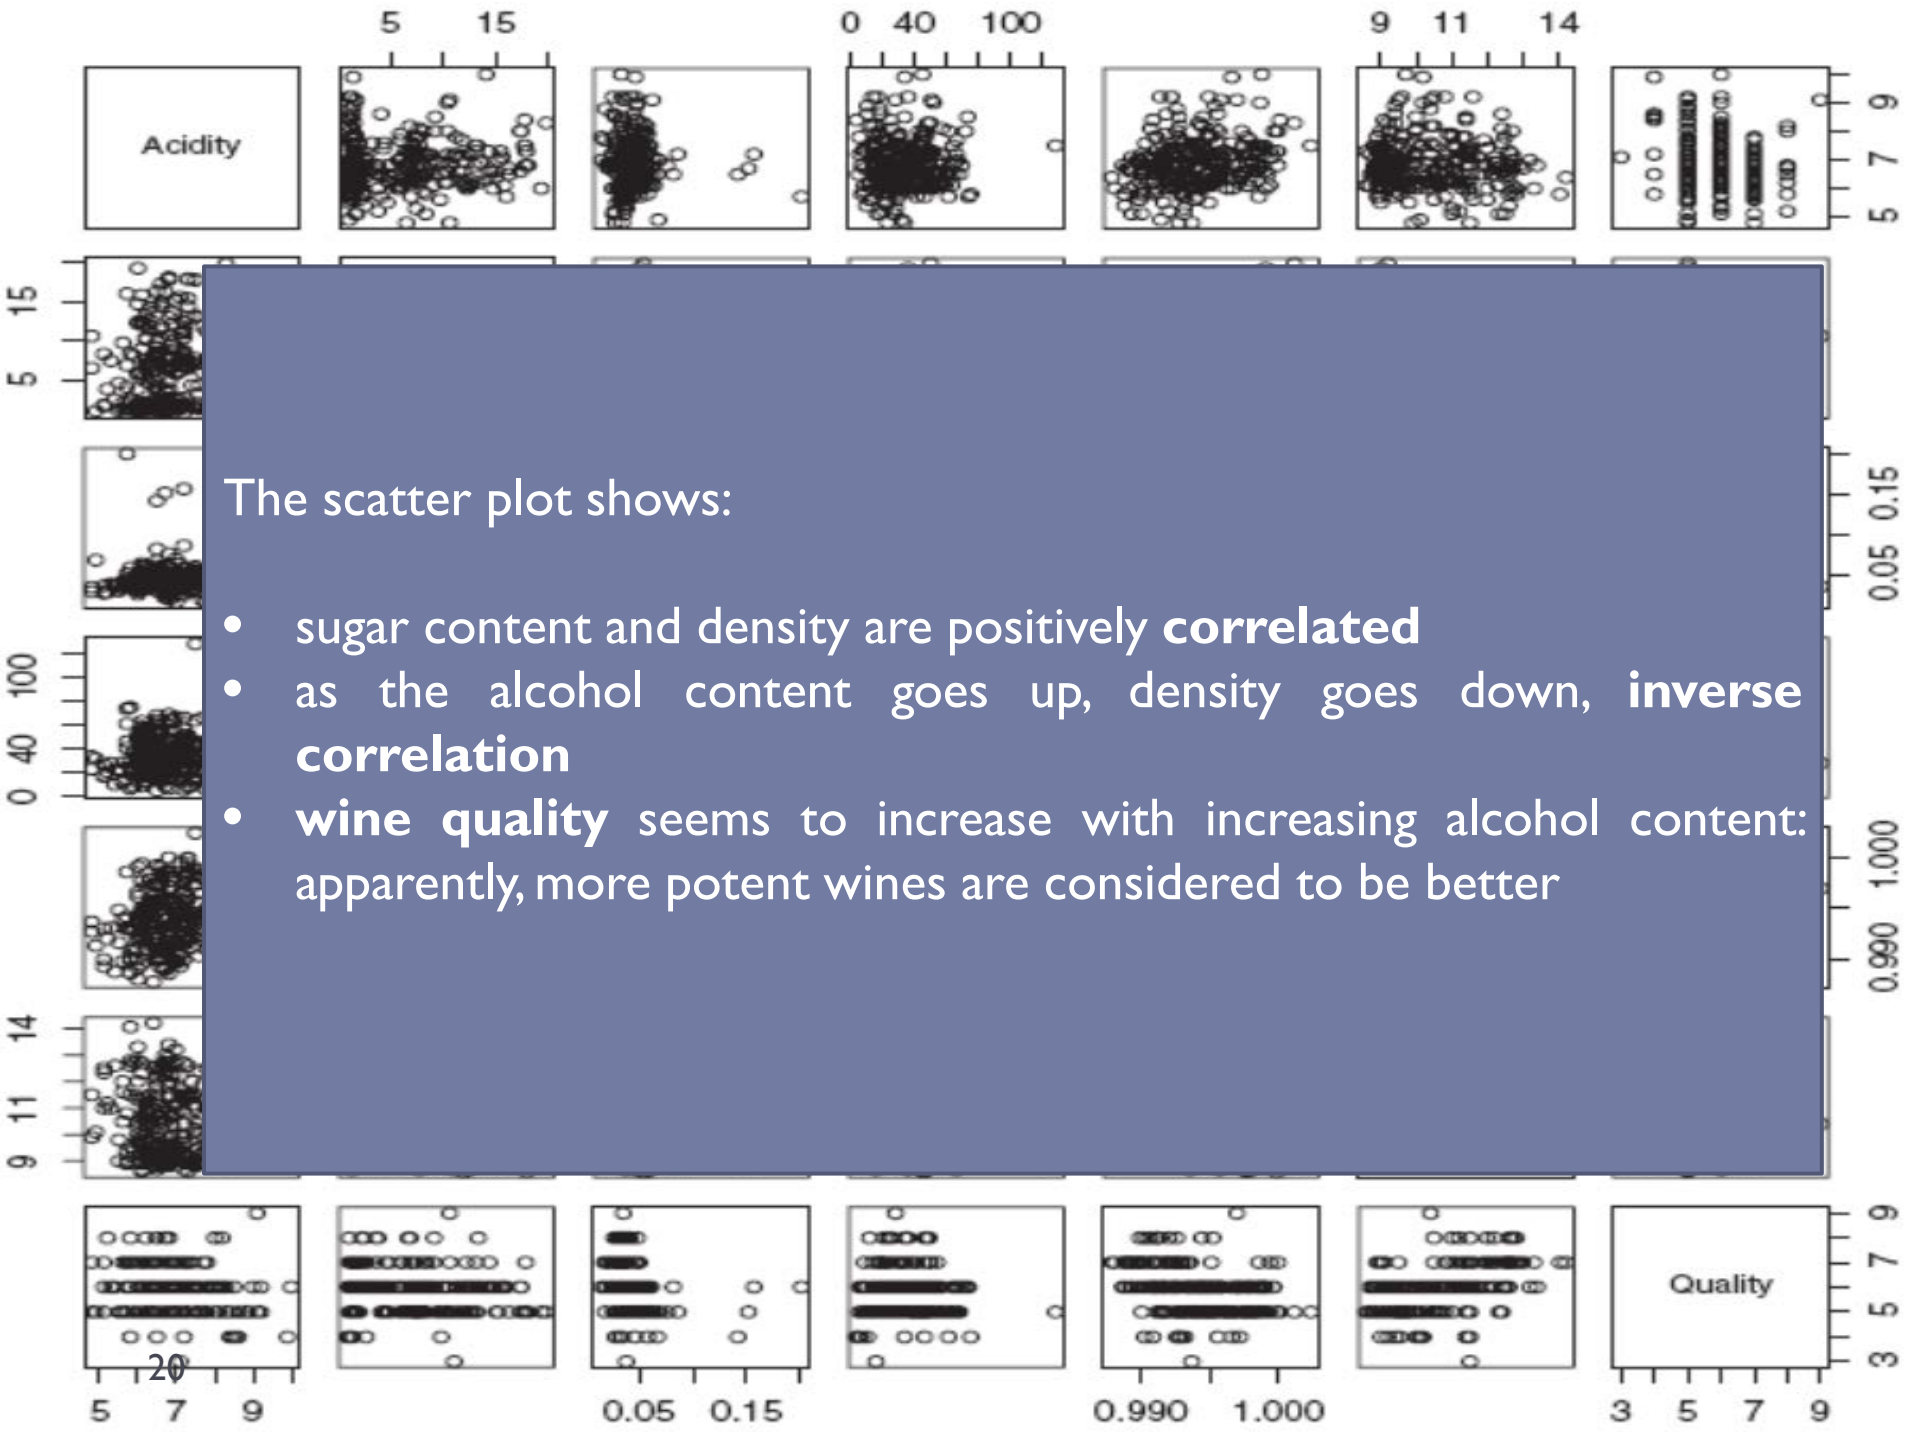 5 15 0 40 100 9 11 14
Acidity
9
7
5
15
5
The scatter plot shows:
0.15
0.05
• sugar content and density are positively correlated
100
• as the alcohol content goes up, density goes down, inverse
40
correlation
0
• wine quality seems to increase with increasing alcohol content:
apparently, more potent wines are considered to be better
1.000
0.990
14
11
9
Quality
9
7
5
3
20
5 7 9 0.05 0.15 0.990 1.000 3 5 7 9